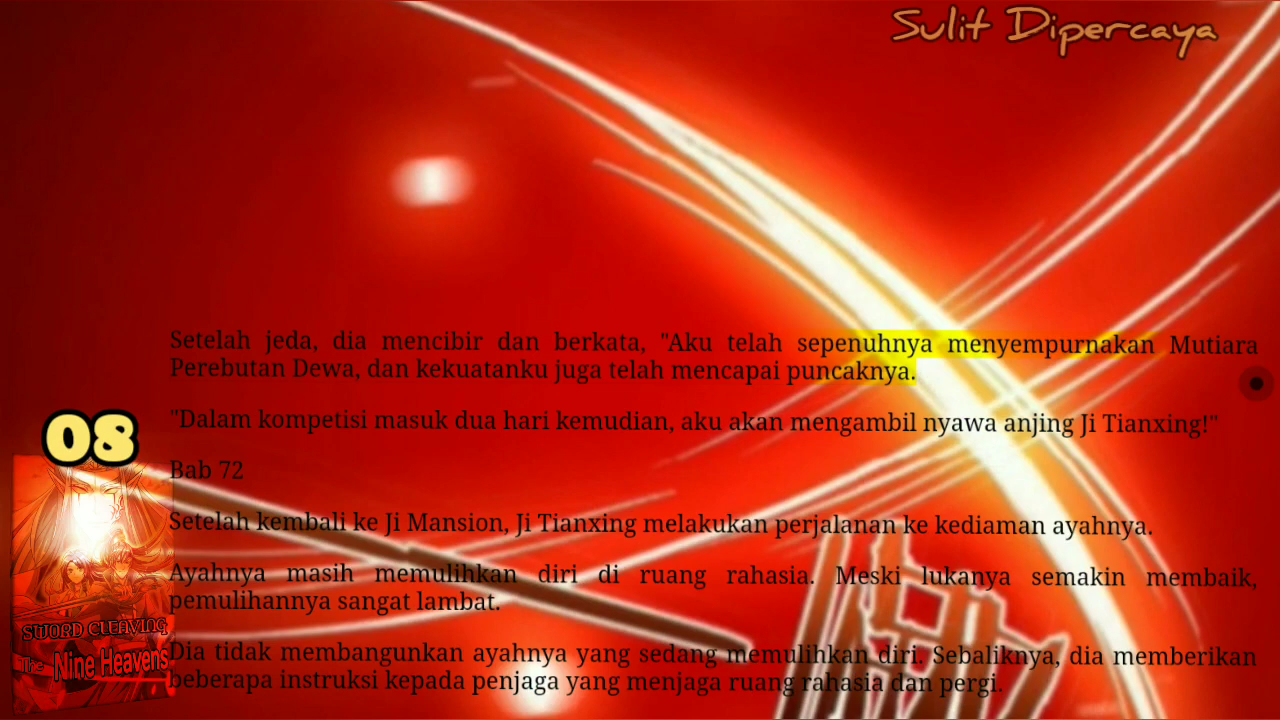 Sulit Dipercaya
Setelah jeda, dia mencibir dan berkata, "Aku telah sepenuhnya menyempurnakan Mutiara
Perebutan Dewa, dan kekuatanku juga telah mencapai puncaknya.
"Dalam kompetisi masuk dua hari kemudian, aku akan mengambil nyawa anjing Ji Tianxing!"
08
Bab 72
Setelah kembali ke Ji Mansion, Ji Tianxing melakukan perjalanan ke kediaman ayahnya.
Ayahnya masih memulihkan diri di ruang rahasia. Meski lukanya semakin membaik,
pemulihannya sangat lambat.
SWORD CLEAVING
The Nine Heavens
Dia tidak membangunkan ayahnya yang sedang memulihkan diri. Sebaliknya, dia memberikan
beberapa instruksi kepada penjaga yang menjaga ruang rahasia dan pergi.